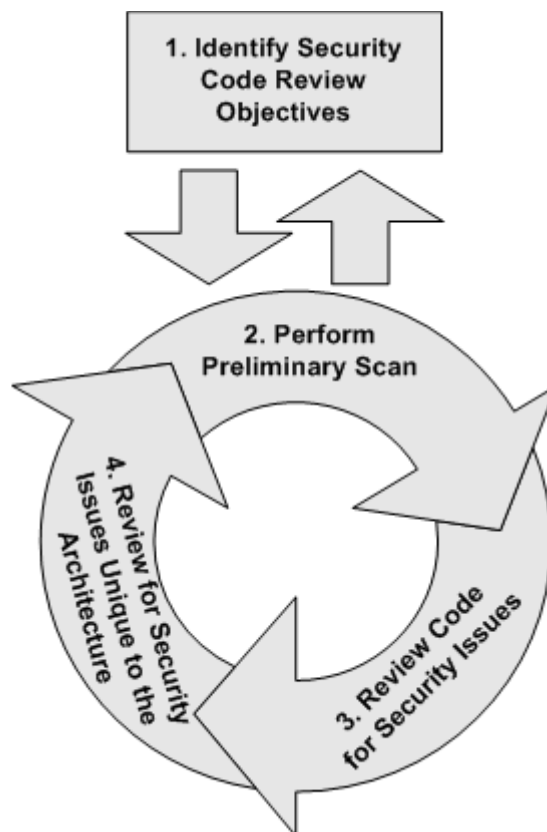 1. Identify Security
Code Review
Objectives
2. Perform
Preliminary Scan
3. Review Code
for Security Issues
4. Review for Security
Issues Unique to the
Architecture